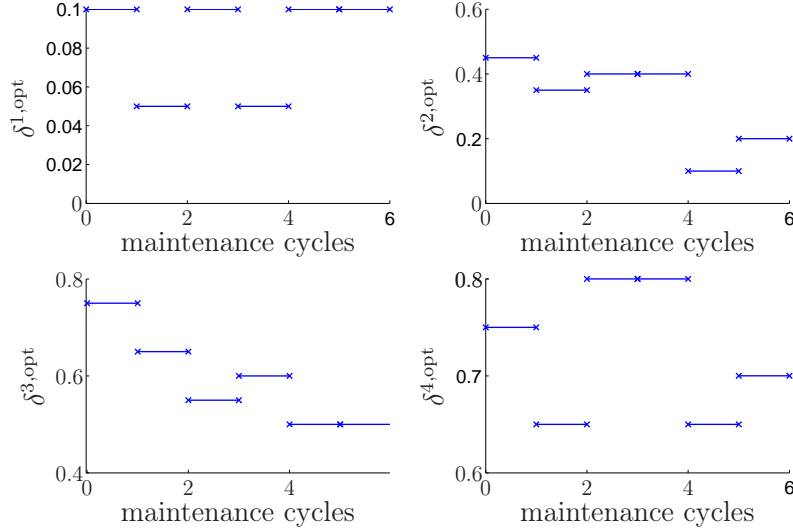 0.1
0.08
0.06
0.04
0.02
0
δ^{1,opt}
0 2 4 6
maintenance cycles
0.6
0.4
0.2
0
δ^{2,opt}
0 2 4 6
maintenance cycles
0.8
0.6
0.4
δ^{3,opt}
0 2 4
maintenance cycles
0.8
0.7
0.6
δ^{4,opt}
0 2 4 6
maintenance cycles